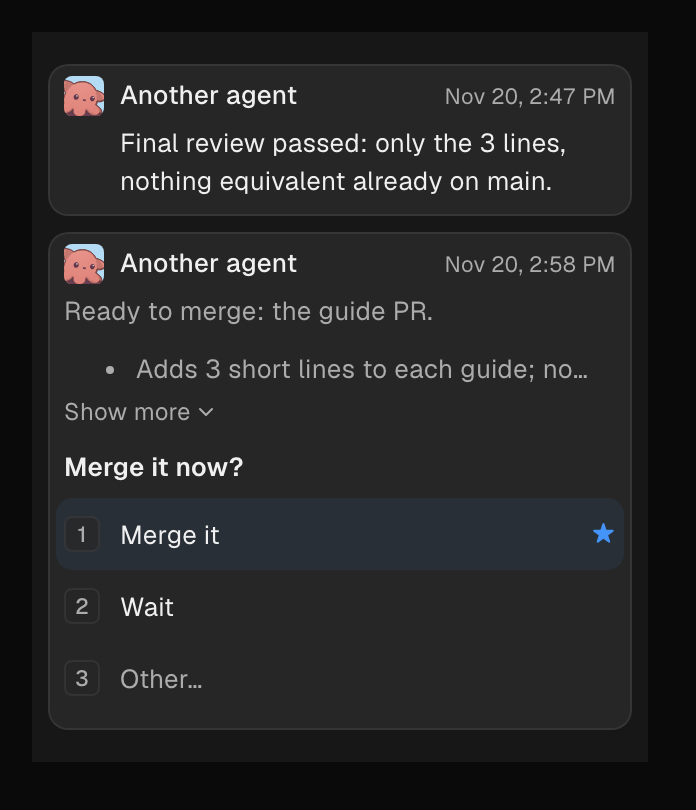 Another agent
Nov 20, 2:47 PM
Final review passed: only the 3 lines,
nothing equivalent already on main.
Another agent
Nov 20, 2:58 PM
Ready to merge: the guide PR.
• Adds 3 short lines to each guide; no…
Show more
Merge it now?
1 Merge it
2 Wait
3 Other…